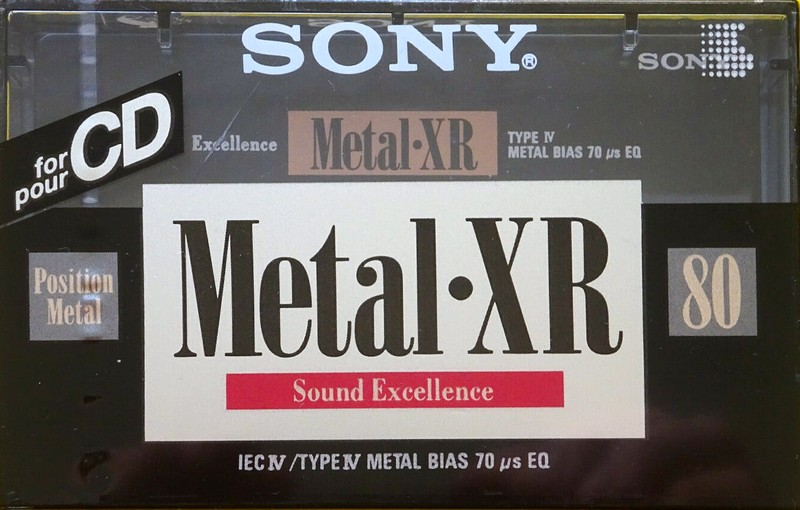 SONY®
SONY
for CD
pour
Excellence Metal·XR TYPE IV
METAL BIAS 70 µs EQ
Metal·XR
Position
Metal
80
Sound Excellence
IEC IV/TYPE IV METAL BIAS 70 µs EQ